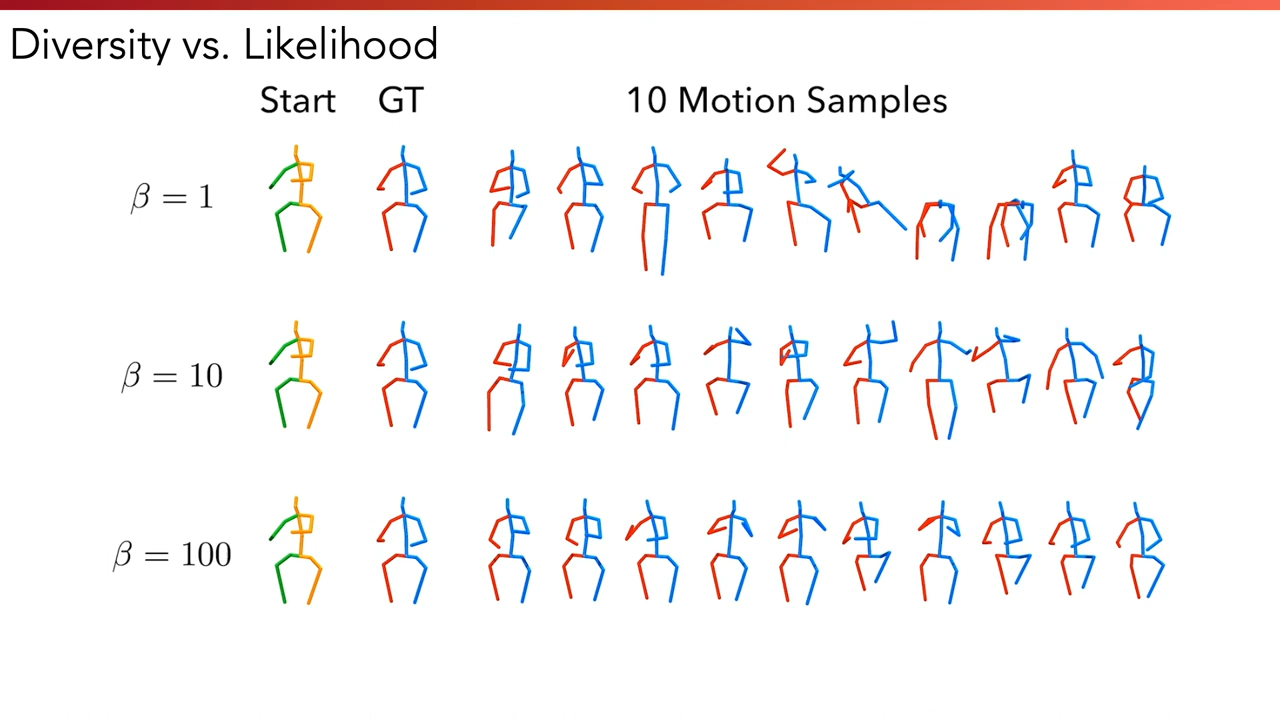 Diversity vs. Likelihood
Start GT 10 Motion Samples
β = 1
β = 10
β = 100